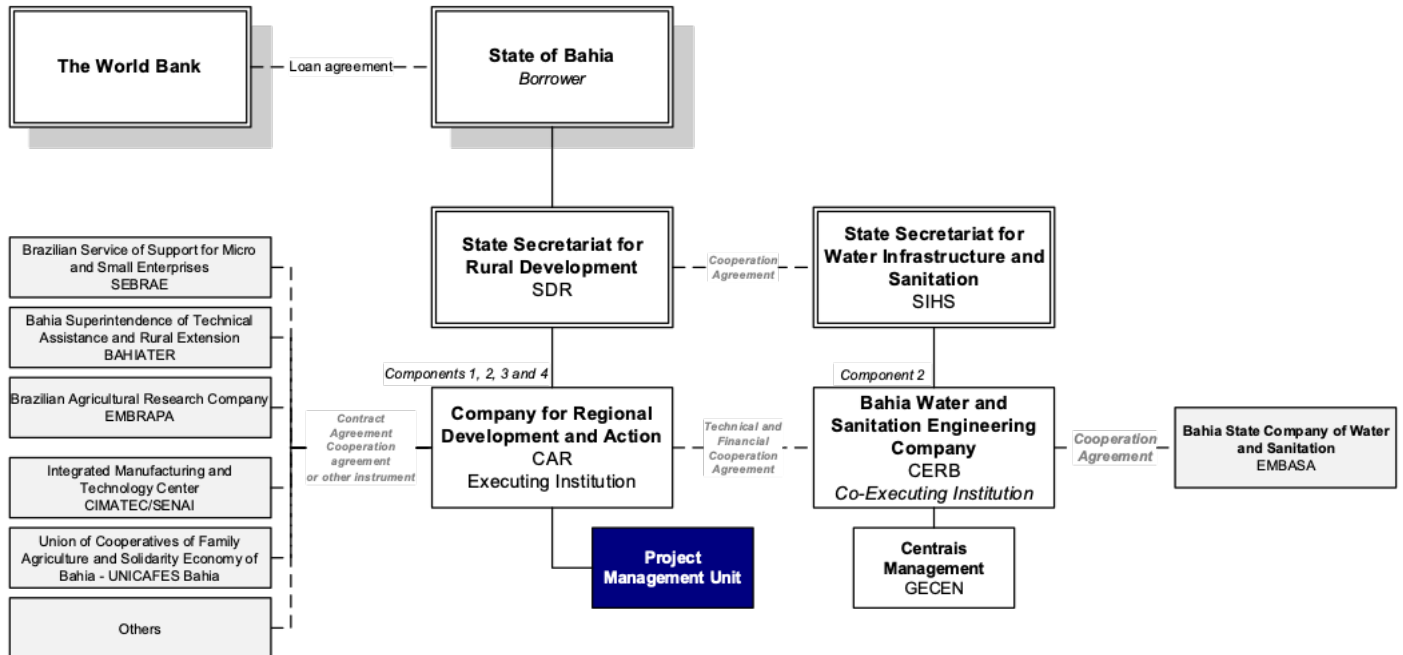 The World Bank
Loan agreement
State of Bahia
Borrower
State Secretariat for
Rural Development
SDR
Cooperation
Agreement
State Secretariat for
Water Infrastructure and
Sanitation
SIHS
Brazilian Service of Support for Micro
and Small Enterprises
SEBRAE
Bahia Superintendence of Technical
Assistance and Rural Extension
BAHIATER
Brazilian Agricultural Research Company
EMBRAPA
Integrated Manufacturing and
Technology Center
CIMATEC/SENAI
Union of Cooperatives of Family
Agriculture and Solidarity Economy of
Bahia - UNICAFES Bahia
Others
Contract
Agreement
Cooperation
agreement
or other instrument
Components 1, 2, 3 and 4
Company for Regional
Development and Action
CAR
Executing Institution
Technical and
Financial
Cooperation
Agreement
Component 2
Bahia Water and
Sanitation Engineering
Company
CERB
Co-Executing Institution
Cooperation
Agreement
Bahia State Company of Water
and Sanitation
EMBASA
Project
Management Unit
Centrais
Management
GECEN